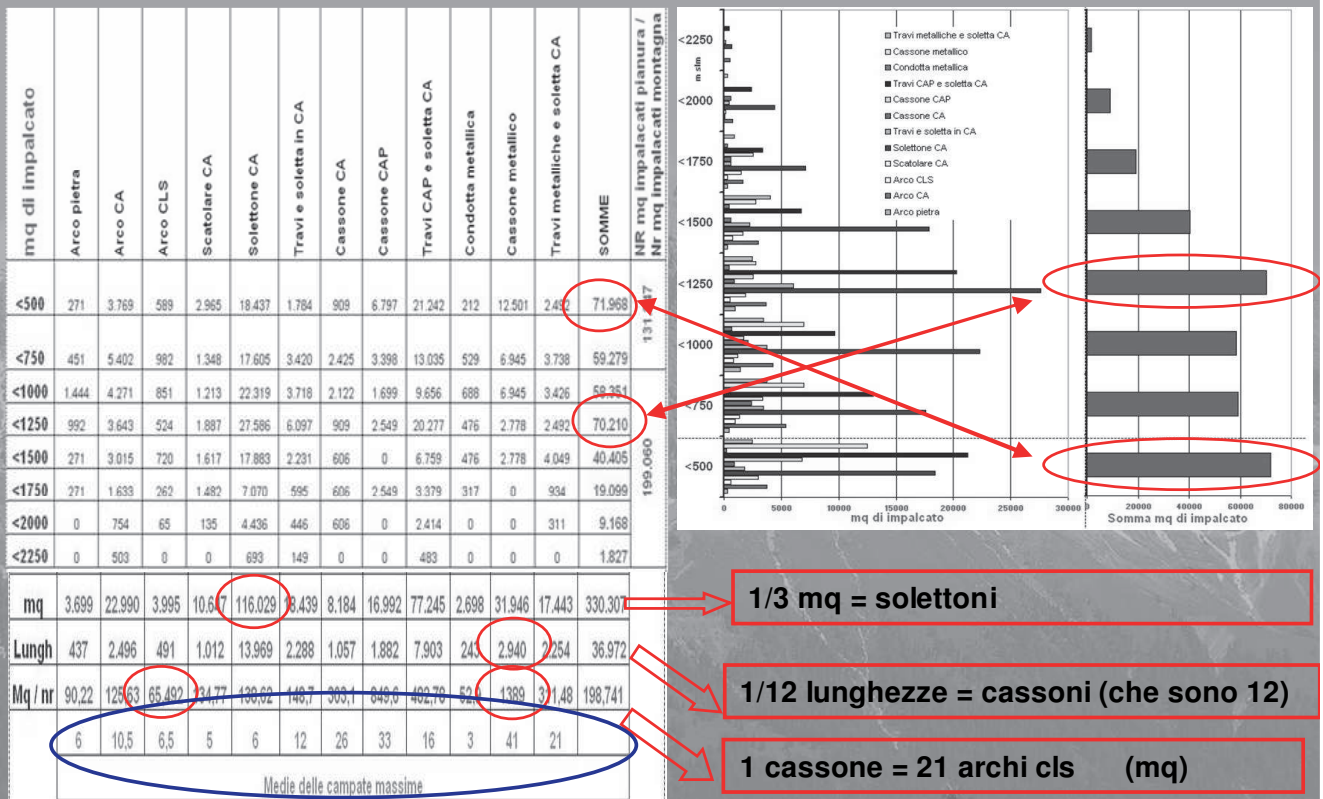 mq di impalcato
Arco pietra
Arco CA
Arco CLS
Scatolare CA
Solettone CA
Travi e soletta in CA
Cassone CA
Cassone CAP
Travi CAP e soletta CA
Condotta metallica
Cassone metallico
Travi metalliche e soletta CA
SOMME
NR mq impalacati pianura /
Nr mq impalacati montagna
<500 271 3.769 589 2.965 18.437 1.784 909 6.797 21.242 212 12.501 2.492 71.968
<750 451 5.402 982 1.348 17.605 3.420 2.425 3.398 13.035 529 6.945 3.738 59.279
<1000 1.444 4.271 851 1.213 22.319 3.718 2.122 1.699 9.656 688 6.945 3.426 58.351
<1250 992 3.643 524 1.887 27.586 6.097 909 2.549 20.277 476 2.778 2.492 70.210
<1500 271 3.015 720 1.617 17.883 2.231 606 0 6.759 476 2.778 4.049 40.405
<1750 271 1.633 262 1.482 7.070 595 606 2.549 3.379 317 0 934 19.099
<2000 0 754 65 135 4.436 446 606 0 2.414 0 0 311 9.168
<2250 0 503 0 0 693 149 0 0 483 0 0 0 1.827
199.060
mq 3.699 22.990 3.995 10.647 116.029 18.439 8.184 16.992 77.245 2.698 31.946 17.443 330.307
Lungh 437 2.496 491 1.012 13.969 2.288 1.057 1.882 7.903 243 2.940 2.254 36.972
Mq / nr 90,22 125,63 65,492 134,77 148,7 303,1 849,6 1389 198,741
6 10,5 6,5 5 6 12 26 33 16 3 41 21
Medie delle campate massime
m slm
<2250
<2000
<1750
<1500
<1250
<1000
<750
<500
Travi metalliche e soletta CA
Cassone metallico
Condotta metallica
Travi CAP e soletta CA
Cassone CAP
Cassone CA
Travi e soletta in CA
Solettone CA
Scatolare CA
Arco CLS
Arco CA
Arco pietra
0 5000 10000 15000 20000 25000 30000
mq di impalcato
0 20000 40000 60000 80000
Somma mq di impalcato
1/3 mq = solettoni
1/12 lunghezze = cassoni (che sono 12)
1 cassone = 21 archi cls (mq)